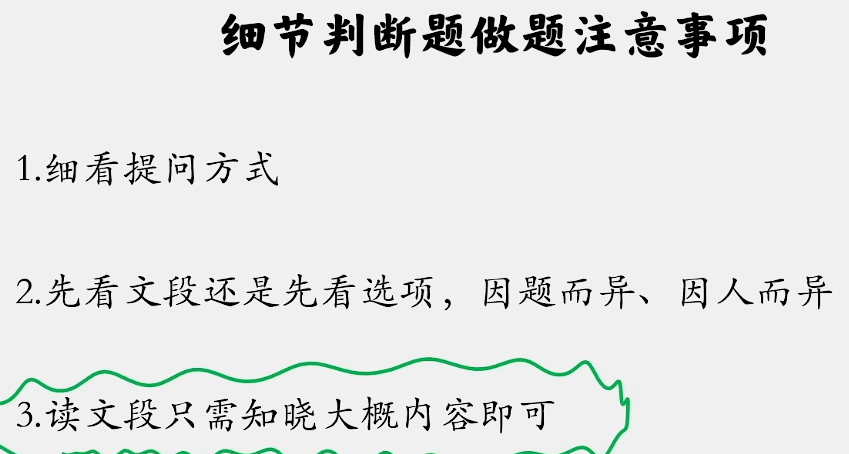 细节判断题做题注意事项
1.细看提问方式
2.先看文段还是先看选项，因题而异、因人而异
3.读文段只需知晓大概内容即可